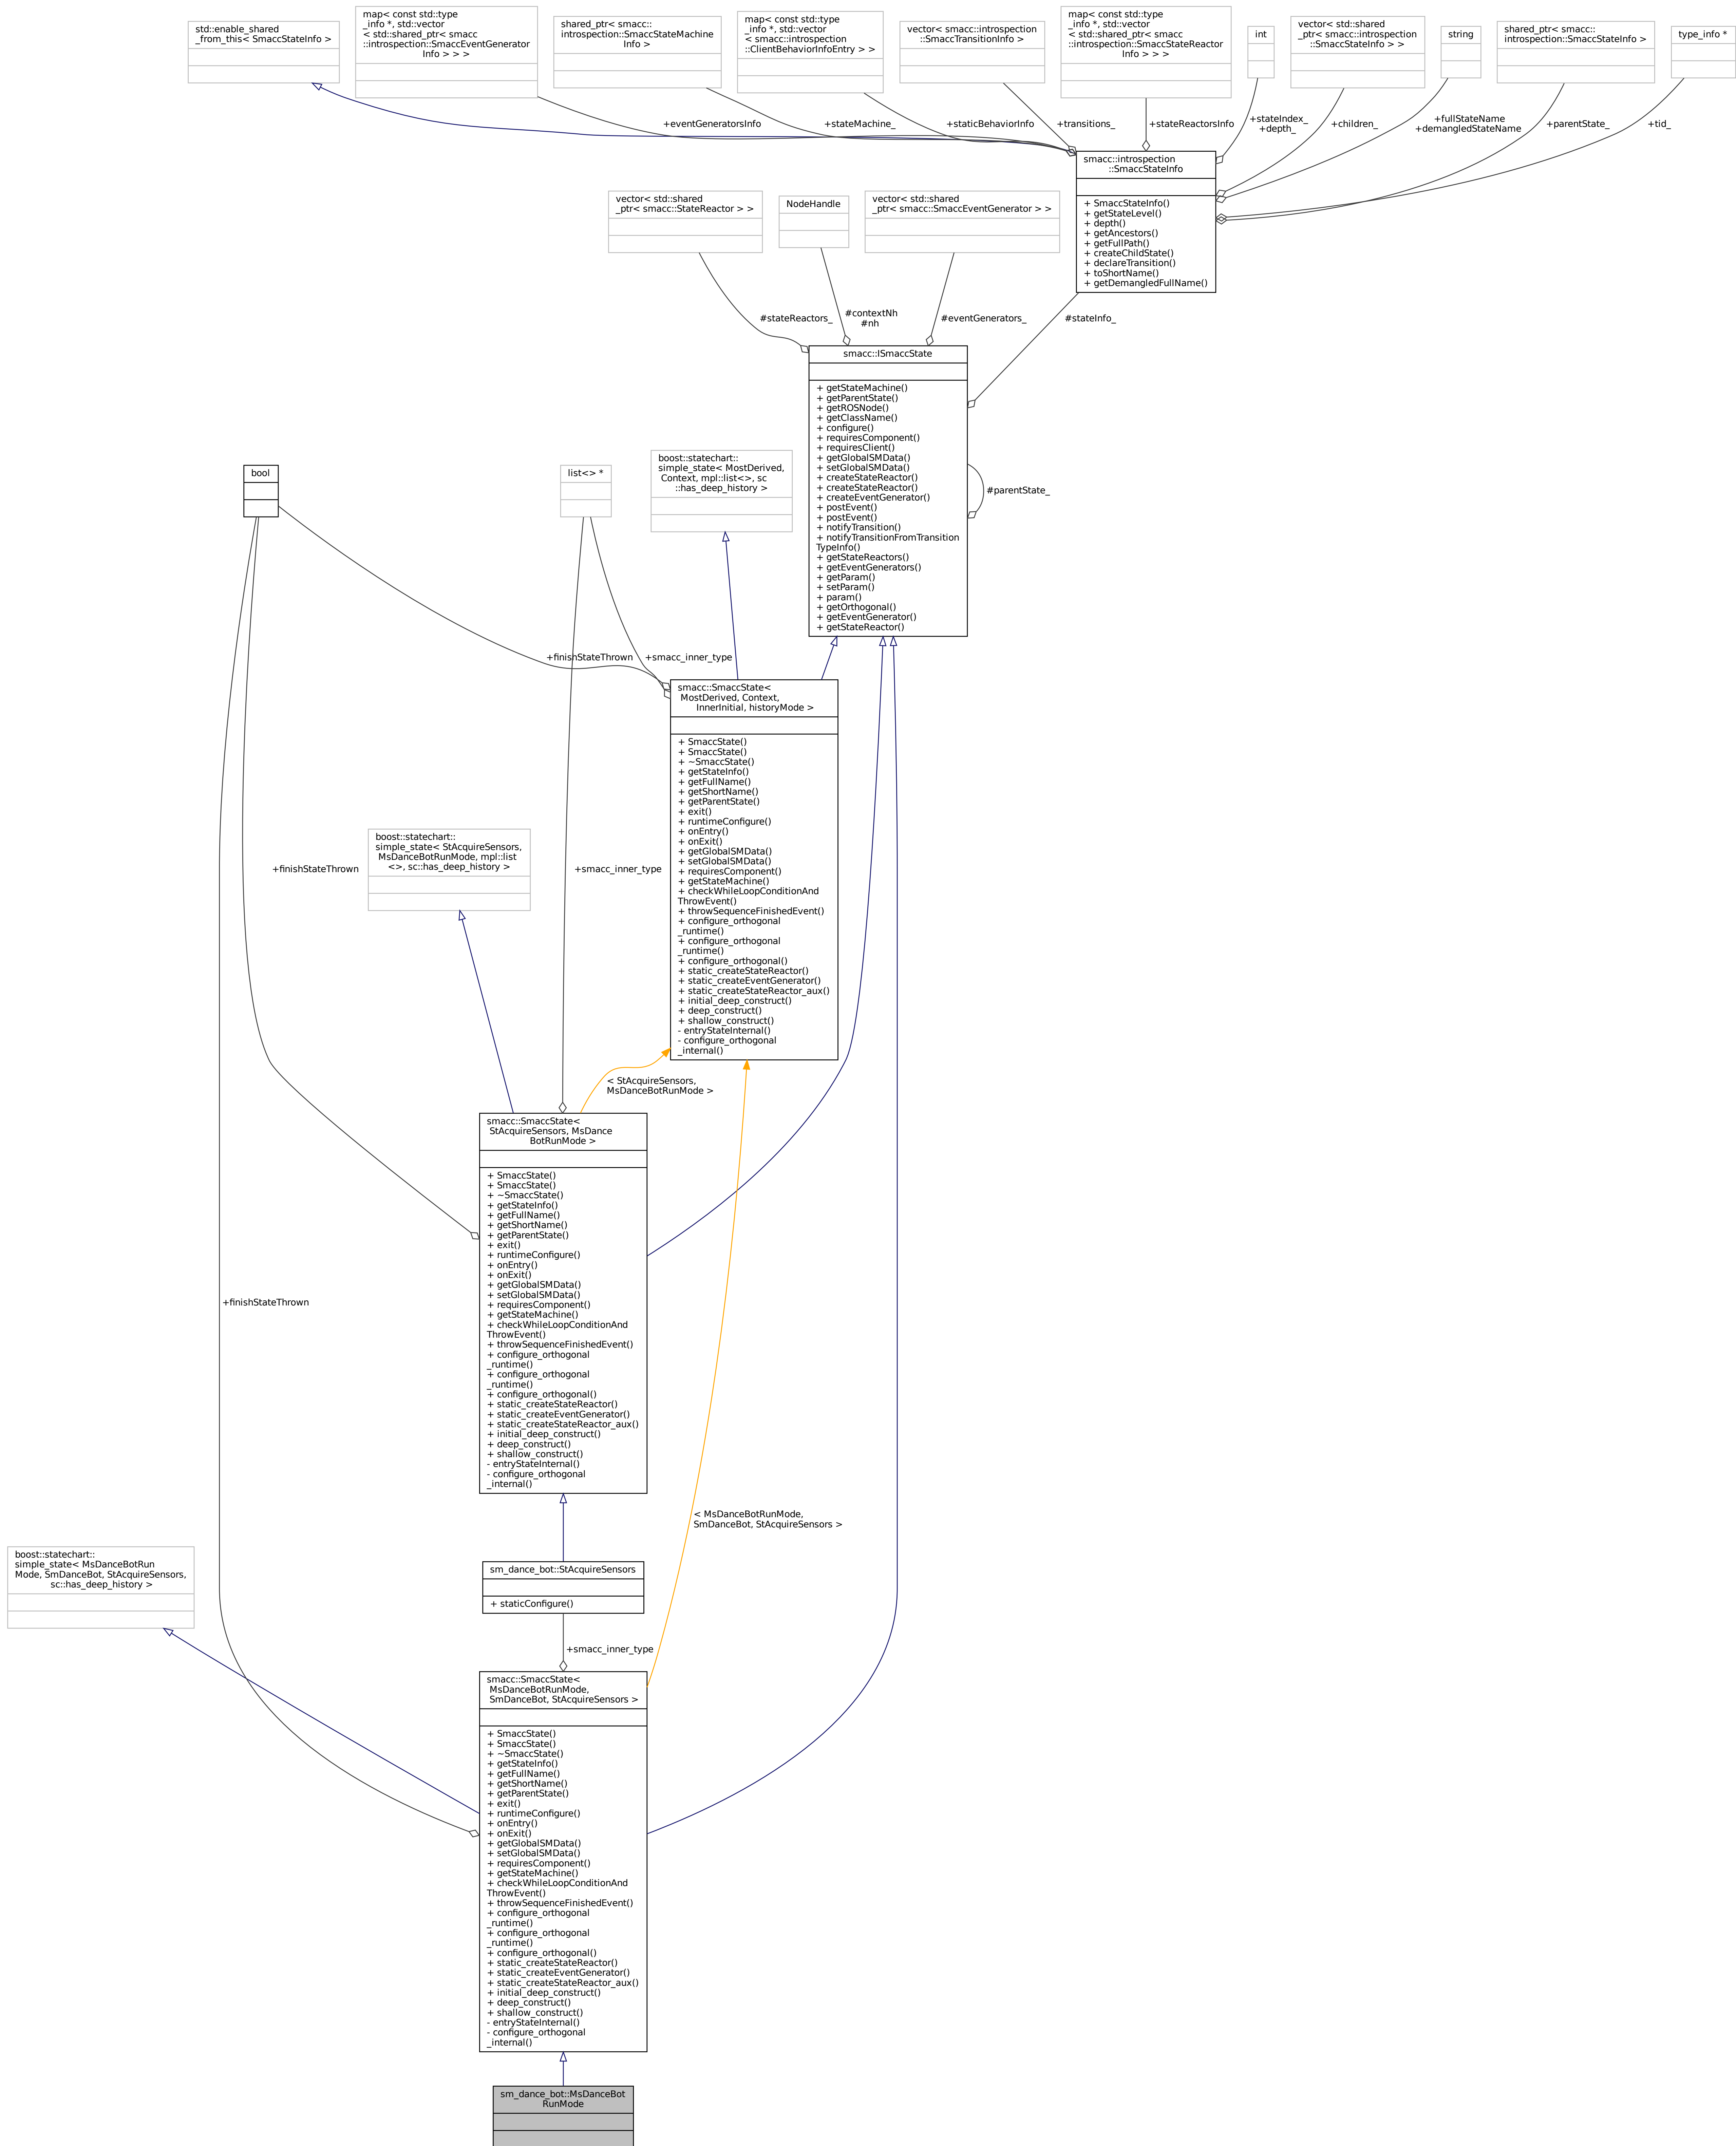 std::enable_shared
_from_this< SmaccStateInfo >
map< const std::type
_info *, std::vector
< std::shared_ptr< smacc
::introspection::SmaccEventGenerator
Info > > >
shared_ptr< smacc::
introspection::SmaccStateMachine
Info >
map< const std::type
_info *, std::vector
< smacc::introspection
::ClientBehaviorInfoEntry > >
vector< smacc::introspection
::SmaccTransitionInfo >
map< const std::type
_info *, std::vector
< std::shared_ptr< smacc
::introspection::SmaccStateReactor
Info > > >
int
vector< std::shared
_ptr< smacc::introspection
::SmaccStateInfo > >
string
shared_ptr< smacc::
introspection::SmaccStateInfo >
type_info *
+eventGeneratorsInfo
+stateMachine_
+staticBehaviorInfo
+transitions_
+stateReactorsInfo
+stateIndex_
+depth_
+children_
+fullStateName
+demangledStateName
+parentState_
+tid_
smacc::introspection
::SmaccStateInfo
+ SmaccStateInfo()
+ getStateLevel()
+ depth()
+ getAncestors()
+ getFullPath()
+ createChildState()
+ declareTransition()
+ toShortName()
+ getDemangledFullName()
vector< std::shared
_ptr< smacc::StateReactor > >
NodeHandle
vector< std::shared
_ptr< smacc::SmaccEventGenerator > >
#stateReactors_
#contextNh
#nh
#eventGenerators_
#stateInfo_
smacc::ISmaccState
+ getStateMachine()
+ getParentState()
+ getROSNode()
+ getClassName()
+ configure()
+ requiresComponent()
+ requiresClient()
+ getGlobalSMData()
+ setGlobalSMData()
+ createStateReactor()
+ createStateReactor()
+ createEventGenerator()
+ postEvent()
+ postEvent()
+ notifyTransition()
+ notifyTransitionFromTransition
TypeInfo()
+ getStateReactors()
+ getEventGenerators()
+ getParam()
+ setParam()
+ param()
+ getOrthogonal()
+ getEventGenerator()
+ getStateReactor()
#parentState_
bool
list<> *
boost::statechart::
simple_state< MostDerived,
Context, mpl::list<>, sc
::has_deep_history >
+finishStateThrown
+smacc_inner_type
smacc::SmaccState<
MostDerived, Context,
InnerInitial, historyMode >
+ SmaccState()
+ SmaccState()
+ ~SmaccState()
+ getStateInfo()
+ getFullName()
+ getShortName()
+ getParentState()
+ exit()
+ runtimeConfigure()
+ onEntry()
+ onExit()
+ getGlobalSMData()
+ setGlobalSMData()
+ requiresComponent()
+ getStateMachine()
+ checkWhileLoopConditionAnd
ThrowEvent()
+ throwSequenceFinishedEvent()
+ configure_orthogonal
_runtime()
+ configure_orthogonal
_runtime()
+ configure_orthogonal()
+ static_createStateReactor()
+ static_createEventGenerator()
+ static_createStateReactor_aux()
+ initial_deep_construct()
+ deep_construct()
+ shallow_construct()
- entryStateInternal()
- configure_orthogonal
_internal()
boost::statechart::
simple_state< StAcquireSensors,
MsDanceBotRunMode, mpl::list
<>, sc::has_deep_history >
+finishStateThrown
+smacc_inner_type
< StAcquireSensors,
MsDanceBotRunMode >
smacc::SmaccState<
StAcquireSensors, MsDance
BotRunMode >
+ SmaccState()
+ SmaccState()
+ ~SmaccState()
+ getStateInfo()
+ getFullName()
+ getShortName()
+ getParentState()
+ exit()
+ runtimeConfigure()
+ onEntry()
+ onExit()
+ getGlobalSMData()
+ setGlobalSMData()
+ requiresComponent()
+ getStateMachine()
+ checkWhileLoopConditionAnd
ThrowEvent()
+ throwSequenceFinishedEvent()
+ configure_orthogonal
_runtime()
+ configure_orthogonal
_runtime()
+ configure_orthogonal()
+ static_createStateReactor()
+ static_createEventGenerator()
+ static_createStateReactor_aux()
+ initial_deep_construct()
+ deep_construct()
+ shallow_construct()
- entryStateInternal()
- configure_orthogonal
_internal()
+finishStateThrown
< MsDanceBotRunMode,
SmDanceBot, StAcquireSensors >
boost::statechart::
simple_state< MsDanceBotRun
Mode, SmDanceBot, StAcquireSensors,
sc::has_deep_history >
sm_dance_bot::StAcquireSensors
+ staticConfigure()
+smacc_inner_type
smacc::SmaccState<
MsDanceBotRunMode,
SmDanceBot, StAcquireSensors >
+ SmaccState()
+ SmaccState()
+ ~SmaccState()
+ getStateInfo()
+ getFullName()
+ getShortName()
+ getParentState()
+ exit()
+ runtimeConfigure()
+ onEntry()
+ onExit()
+ getGlobalSMData()
+ setGlobalSMData()
+ requiresComponent()
+ getStateMachine()
+ checkWhileLoopConditionAnd
ThrowEvent()
+ throwSequenceFinishedEvent()
+ configure_orthogonal
_runtime()
+ configure_orthogonal
_runtime()
+ configure_orthogonal()
+ static_createStateReactor()
+ static_createEventGenerator()
+ static_createStateReactor_aux()
+ initial_deep_construct()
+ deep_construct()
+ shallow_construct()
- entryStateInternal()
- configure_orthogonal
_internal()
sm_dance_bot::MsDanceBot
RunMode